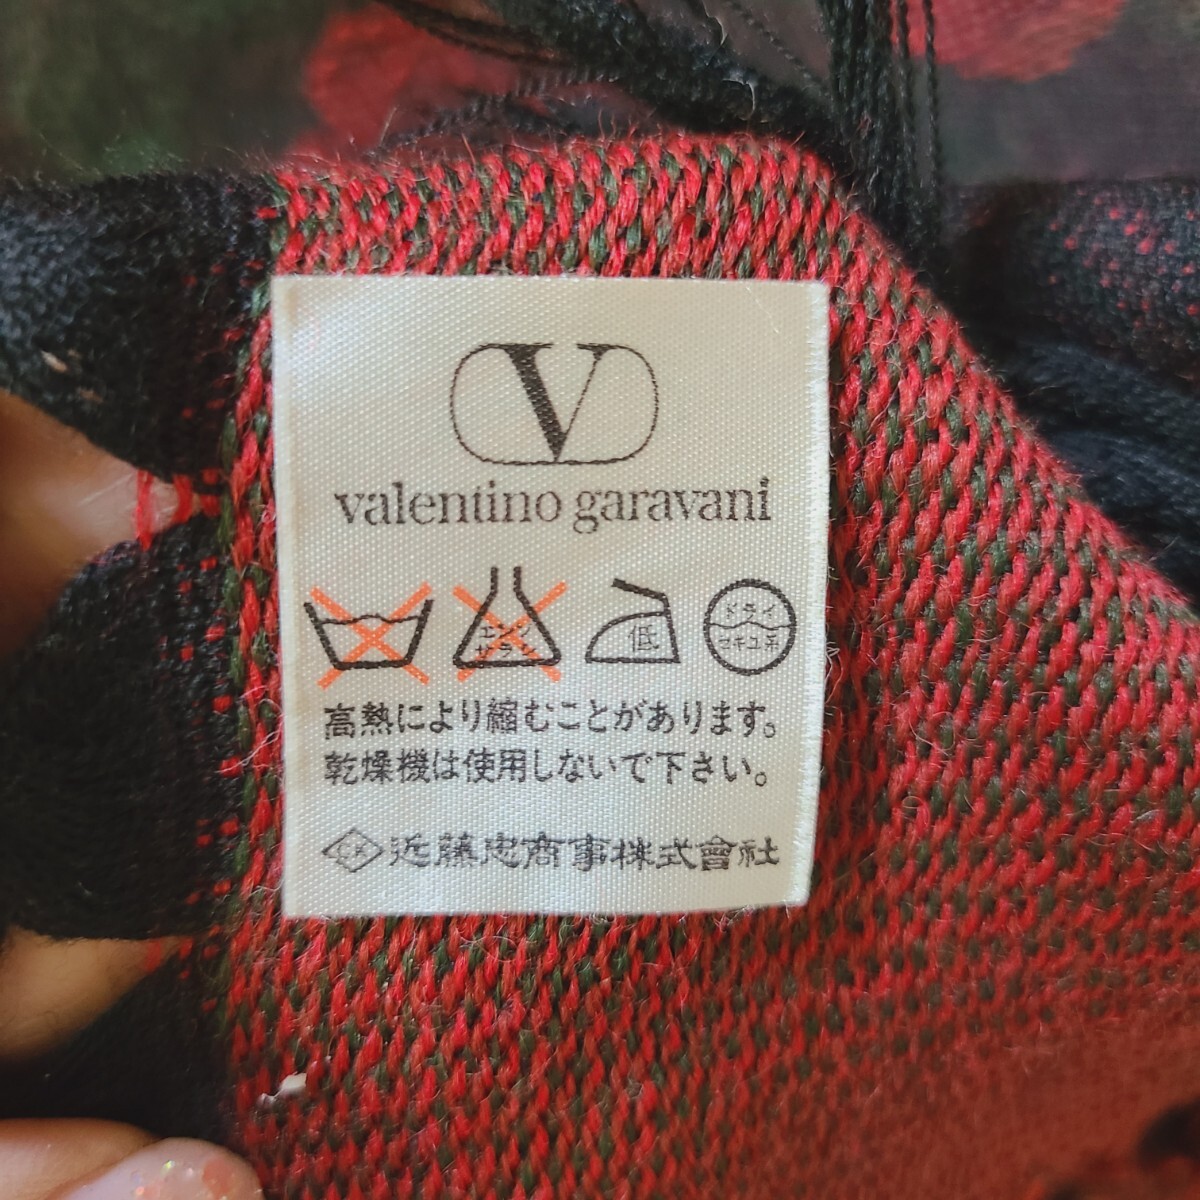 V
valentino garavani
エンソ
サラシ
低
ドライ
セキユ系
高熱により縮むことがあります。
乾燥機は使用しないで下さい。
近藤忠商事株式會社